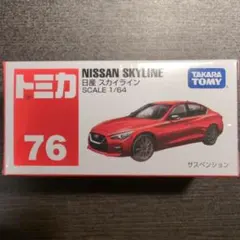 トミカ
NISSAN SKYLINE
日産 スカイライン
SCALE 1/64
TAKARA
TOMY
76
サスペンション